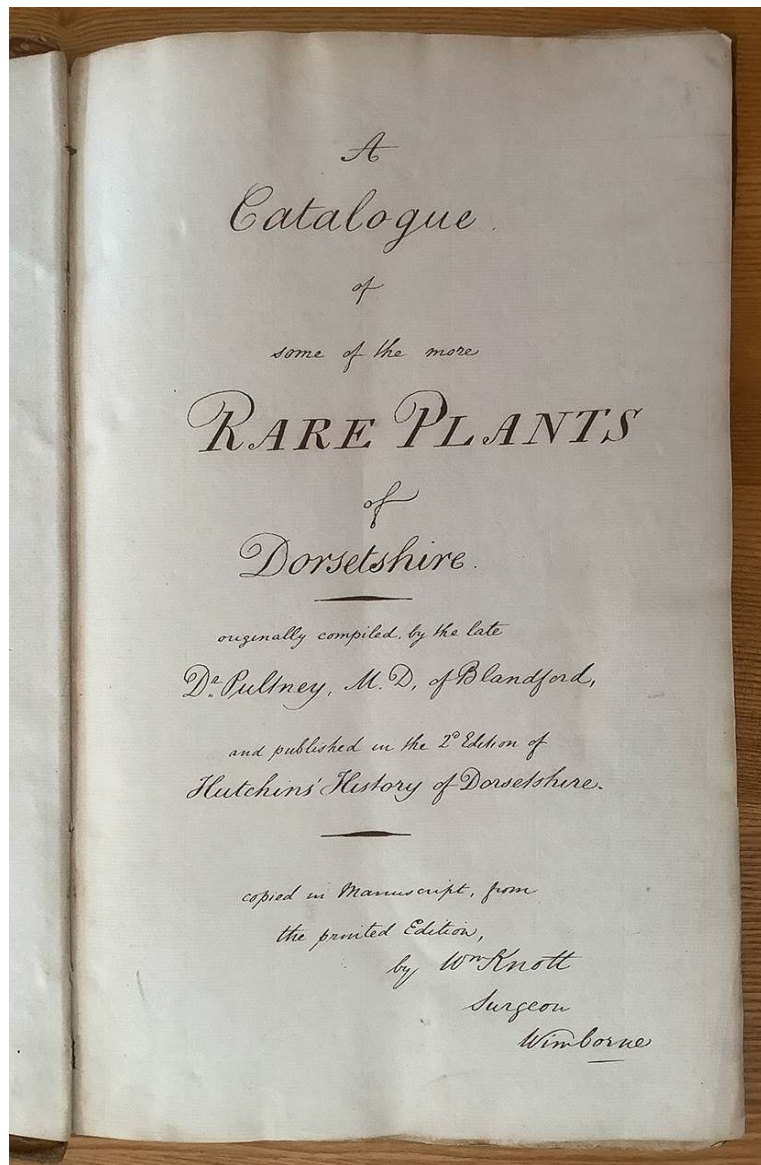 A
Catalogue.
of
some of the more
RARE PLANTS
of
Dorsetshire.
originally compiled, by the late
Dr. Pultney, M.D, of Blandford,
and published in the 2d Edition of
Hutchins' History of Dorsetshire.
copied in Manuscript, from
the printed Edition,
by Wm Knott
Surgeon
Wimborne